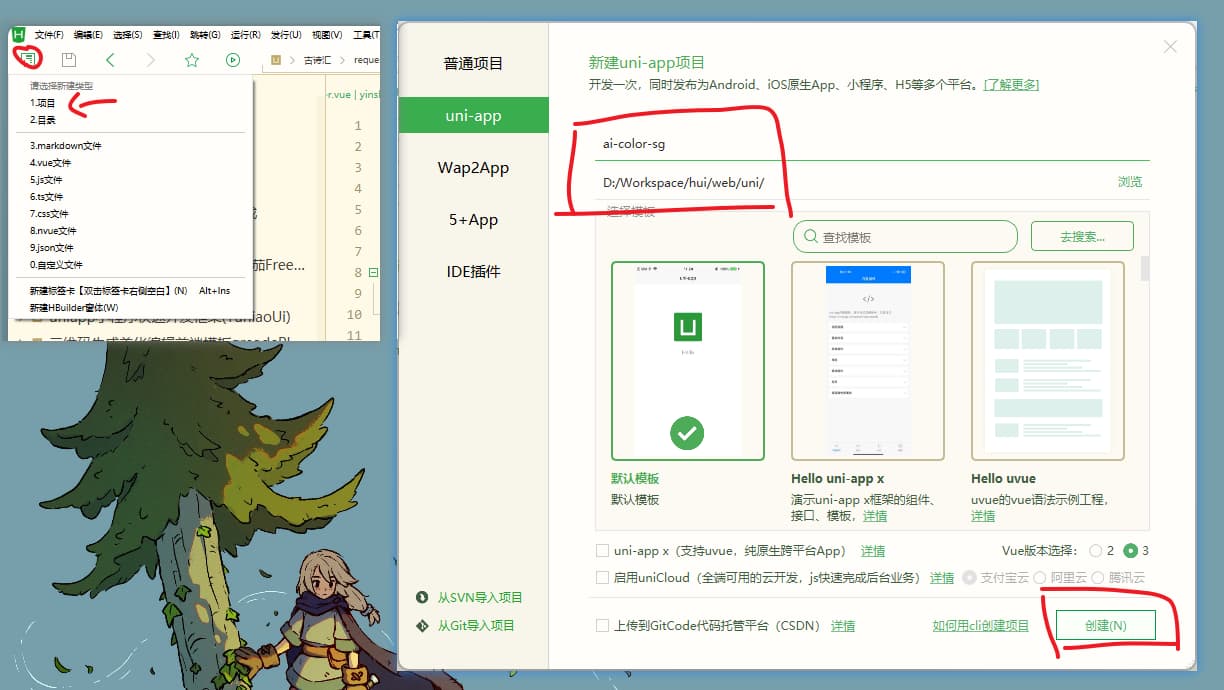 文件(F) 编辑(E) 选择(S) 查找(I) 跳转(G) 运行(R) 发行(U) 视图(V) 工具(T
古诗汇 reque
请选择新建类型
1.项目
2.目录
3.markdown文件
4.vue文件
5.js文件
6.ts文件
7.css文件
8.nvue文件
9.json文件
0.自定义文件
新建标签卡【双击标签卡右侧空白】(N) Alt+Ins
新建HBuilder窗体(W)
r.vue | yinsl
1
2
3
4
5
6
7
8
9
10
11
茄Free...
普通项目
uni-app
Wap2App
5+App
IDE插件
从SVN导入项目
从Git导入项目
新建uni-app项目
开发一次，同时发布为Android、iOS原生App、小程序、H5等多个平台。[了解更多]
ai-color-sg
D:/Workspace/hui/web/uni/ 浏览
选择模板
查找模板 去搜索...
默认模板
默认模板
Hello uni-app x
演示uni-app x框架的组件、
接口、模板，详情
Hello uvue
uvue的vue语法示例工程，
详情
uni-app x（支持uvue，纯原生跨平台App） 详情 Vue版本选择： 2 3
启用uniCloud（全端可用的云开发，js快速完成后台业务） 详情 支付宝云 阿里云 腾讯云
上传到GitCode代码托管平台（CSDN） 详情 如何用cli创建项目 创建(N)